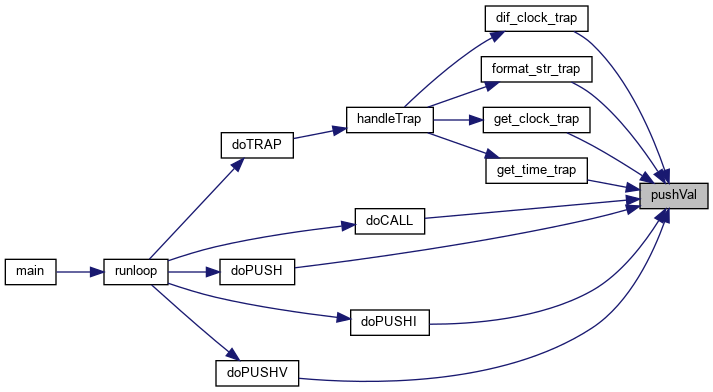 dif_clock_trap
format_str_trap
handleTrap
get_clock_trap
doTRAP
get_time_trap
pushVal
doCALL
main
runloop
doPUSH
doPUSHI
doPUSHV